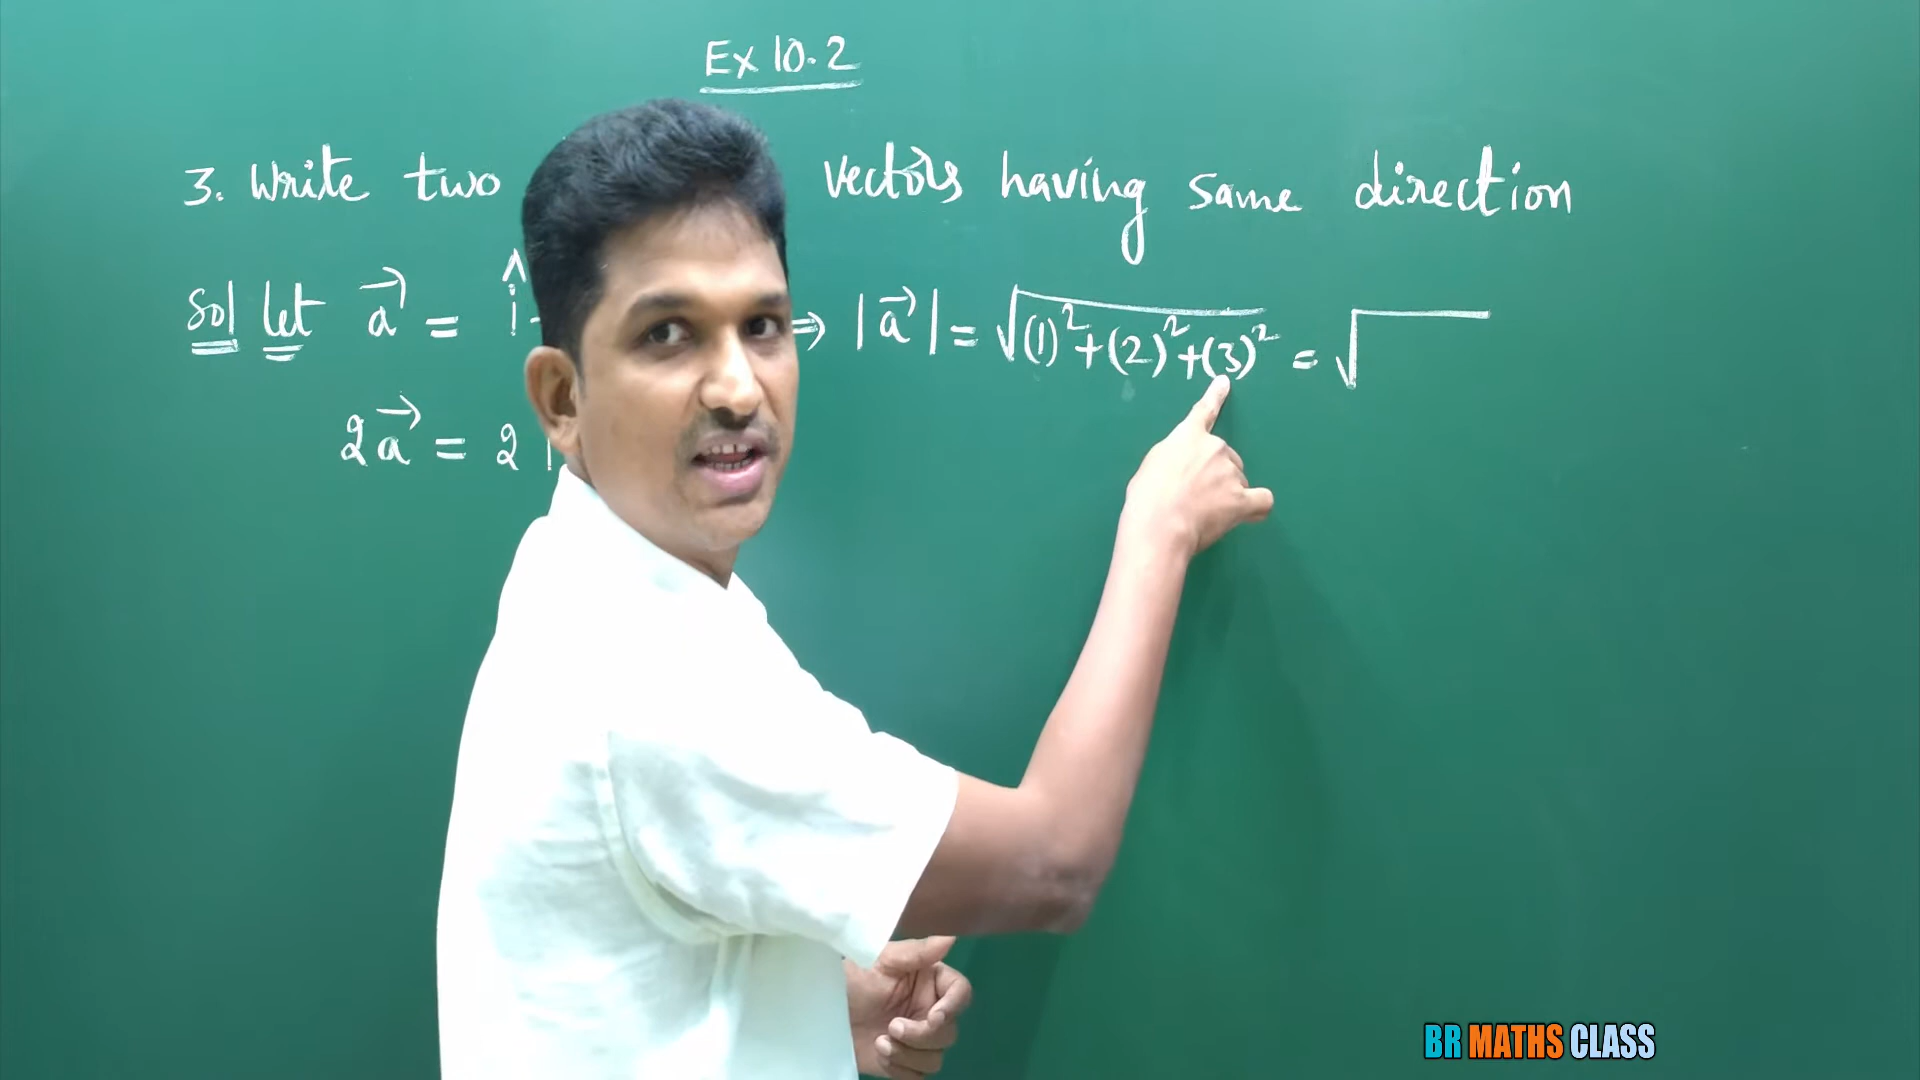 Ex 10.2
3. Write two vectors having same direction
Sol let a⃗ = î ⇒ |a⃗| = √(1)²+(2)²+(3)² = √
2a⃗ = 2
BR MATHS CLASS